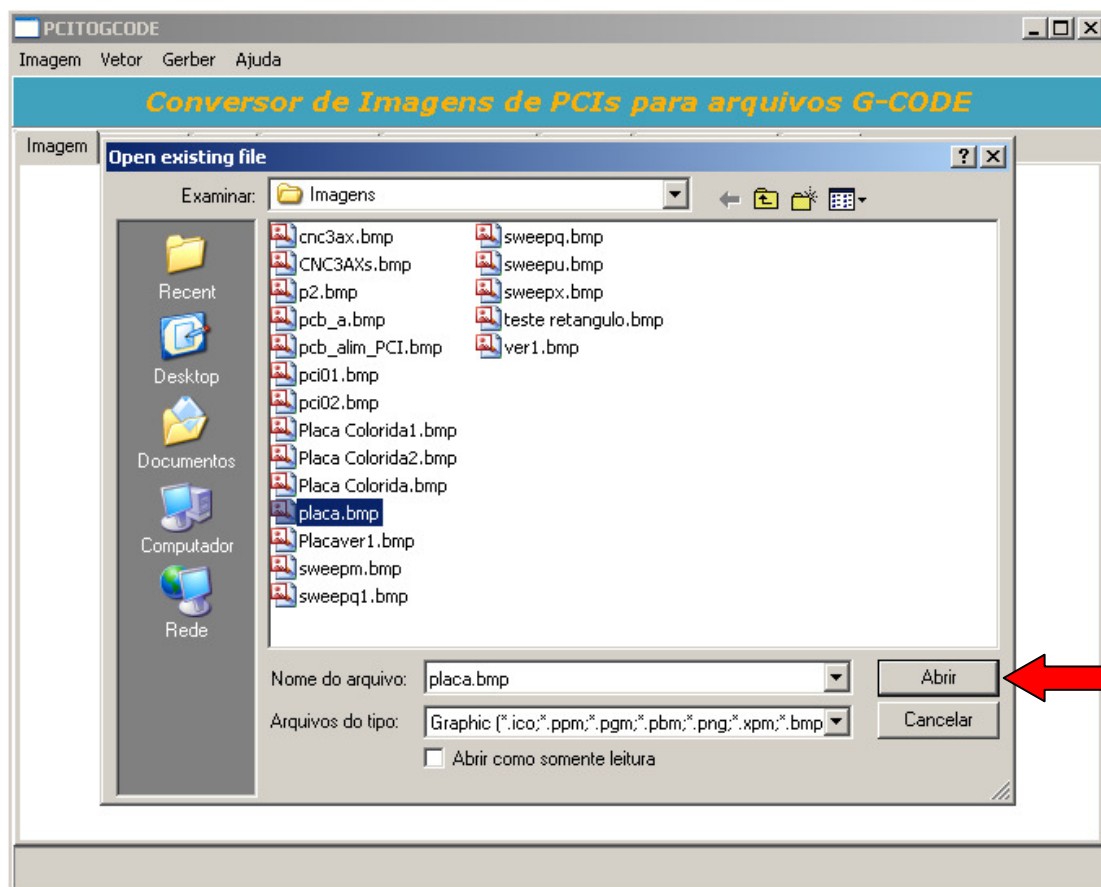 PCITOGCODE
Imagem Vetor Gerber Ajuda
Conversor de Imagens de PCIs para arquivos G-CODE
Imagem
Open existing file
Examinar: Imagens
Recent
Desktop
Documentos
Computador
Rede
cnc3ax.bmp
CNC3AXs.bmp
p2.bmp
pcb_a.bmp
pcb_alim_PCI.bmp
pci01.bmp
pci02.bmp
Placa Colorida1.bmp
Placa Colorida2.bmp
Placa Colorida.bmp
placa.bmp
Placaver1.bmp
sweepm.bmp
sweepq1.bmp
sweepq.bmp
sweepu.bmp
sweepx.bmp
teste retangulo.bmp
ver1.bmp
Nome do arquivo: placa.bmp Abrir
Arquivos do tipo: Graphic (*.ico;*.ppm;*.pgm;*.pbm;*.png;*.xpm;*.bmp Cancelar
Abrir como somente leitura